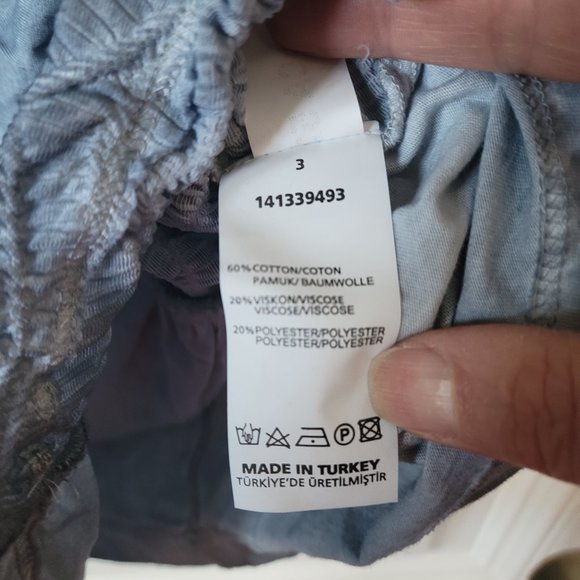 3
141339493
60% COTTON/COTON
PAMUK/BAUMWOLLE
20% VISKON/VISCOSE
VISCOSE/VISCOSE
20% POLYESTER/POLYESTER
POLYESTER/POLYESTER
P
MADE IN TURKEY
TÜRKİYE'DE ÜRETİLMİŞTİR